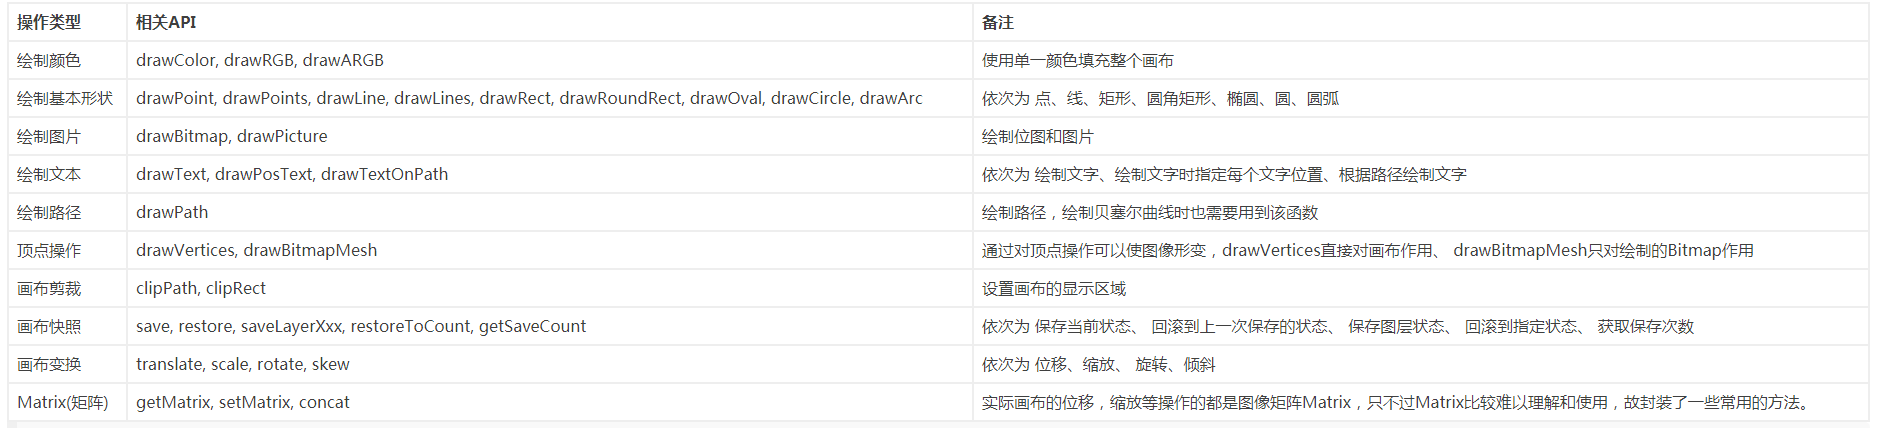 操作类型 相关API 备注
绘制颜色 drawColor, drawRGB, drawARGB 使用单一颜色填充整个画布
绘制基本形状 drawPoint, drawPoints, drawLine, drawLines, drawRect, drawRoundRect, drawOval, drawCircle, drawArc 依次为 点、线、矩形、圆角矩形、椭圆、圆、圆弧
绘制图片 drawBitmap, drawPicture 绘制位图和图片
绘制文本 drawText, drawPosText, drawTextOnPath 依次为 绘制文字、绘制文字时指定每个文字位置、根据路径绘制文字
绘制路径 drawPath 绘制路径，绘制贝塞尔曲线时也需要用到该函数
顶点操作 drawVertices, drawBitmapMesh 通过对顶点操作可以使图像形变，drawVertices直接对画布作用、 drawBitmapMesh只对绘制的Bitmap作用
画布剪裁 clipPath, clipRect 设置画布的显示区域
画布快照 save, restore, saveLayerXxx, restoreToCount, getSaveCount 依次为 保存当前状态、 回滚到上一次保存的状态、 保存图层状态、 回滚到指定状态、 获取保存次数
画布变换 translate, scale, rotate, skew 依次为 位移、缩放、 旋转、倾斜
Matrix(矩阵) getMatrix, setMatrix, concat 实际画布的位移，缩放等操作的都是图像矩阵Matrix，只不过Matrix比较难以理解和使用，故封装了一些常用的方法。